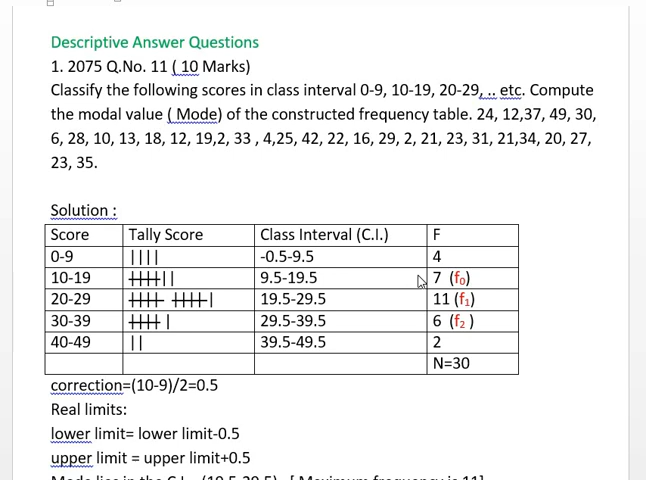 Descriptive Answer Questions
1. 2075 Q.No. 11 ( 10 Marks)
Classify the following scores in class interval 0-9, 10-19, 20-29, .. etc. Compute
the modal value ( Mode) of the constructed frequency table. 24, 12,37, 49, 30,
6, 28, 10, 13, 18, 12, 19,2, 33 , 4,25, 42, 22, 16, 29, 2, 21, 23, 31, 21,34, 20, 27,
23, 35.
Solution :
Score Tally Score Class Interval (C.I.) F
0-9 |||| -0.5-9.5 4
10-19 ||||| || 9.5-19.5 7 (f₀)
20-29 ||||| ||||| | 19.5-29.5 11 (f₁)
30-39 ||||| | 29.5-39.5 6 (f₂ )
40-49 || 39.5-49.5 2
N=30
correction=(10-9)/2=0.5
Real limits:
lower limit= lower limit-0.5
upper limit = upper limit+0.5